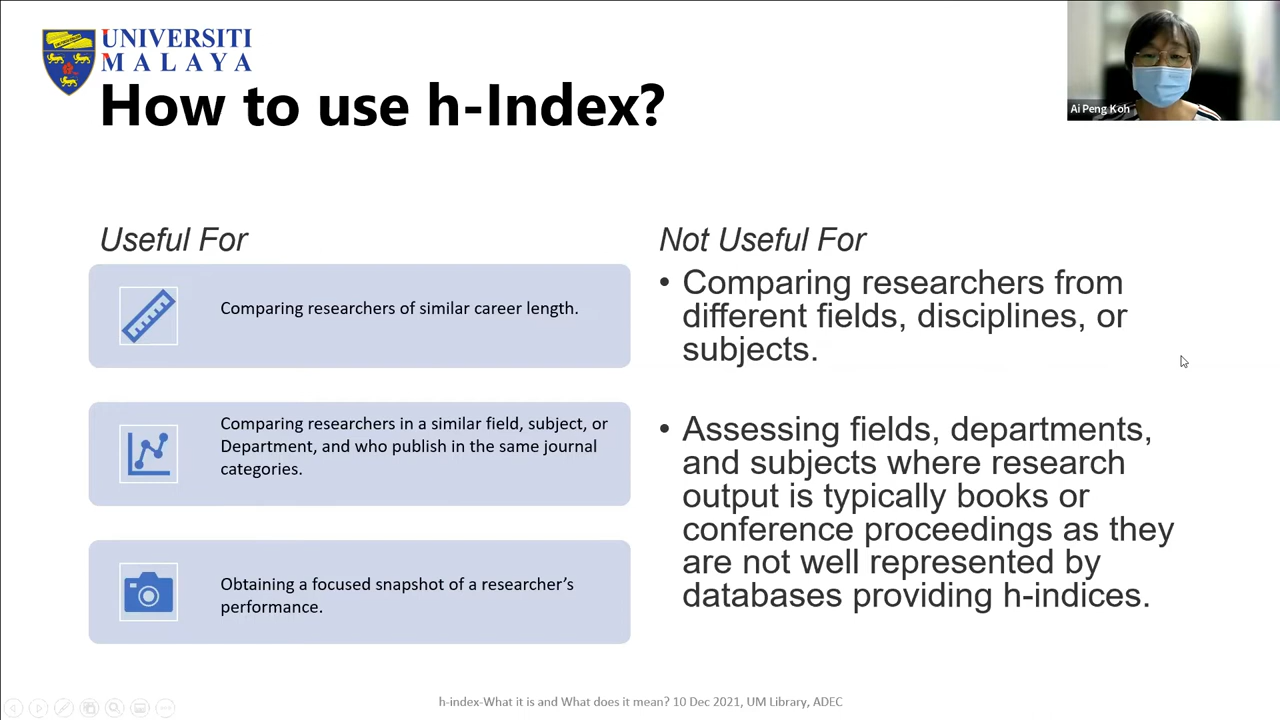 UNIVERSITI
MALAYA
How to use h-Index?
Ai Peng Koh
Useful For
Comparing researchers of similar career length.
Comparing researchers in a similar field, subject, or
Department, and who publish in the same journal
categories.
Obtaining a focused snapshot of a researcher’s
performance.
Not Useful For
• Comparing researchers from
different fields, disciplines, or
subjects.
• Assessing fields, departments,
and subjects where research
output is typically books or
conference proceedings as they
are not well represented by
databases providing h-indices.
h-index-What it is and What does it mean? 10 Dec 2021, UM Library, ADEC